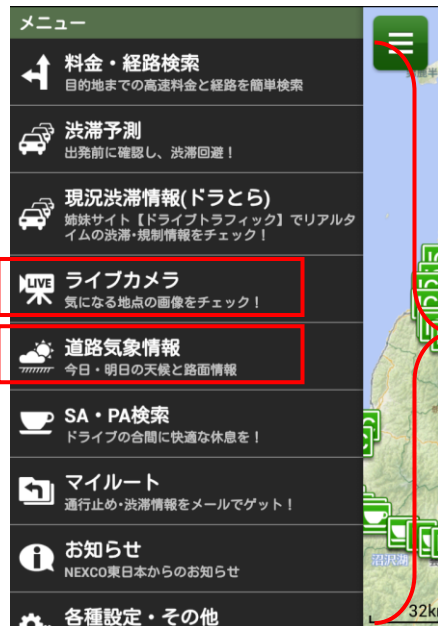 メニュー
料金・経路検索
目的地までの高速料金と経路を簡単検索
渋滞予測
出発前に確認し、渋滞回避！
現況渋滞情報(ドラとら)
姉妹サイト【ドライブトラフィック】でリアルタ
イムの渋滞・規制情報をチェック！
LIVE
ライブカメラ
気になる地点の画像をチェック！
道路気象情報
今日・明日の天候と路面情報
SA・PA検索
ドライブの合間に快適な休息を！
マイルート
通行止め・渋滞情報をメールでゲット！
お知らせ
NEXCO東日本からのお知らせ
各種設定・その他
32km